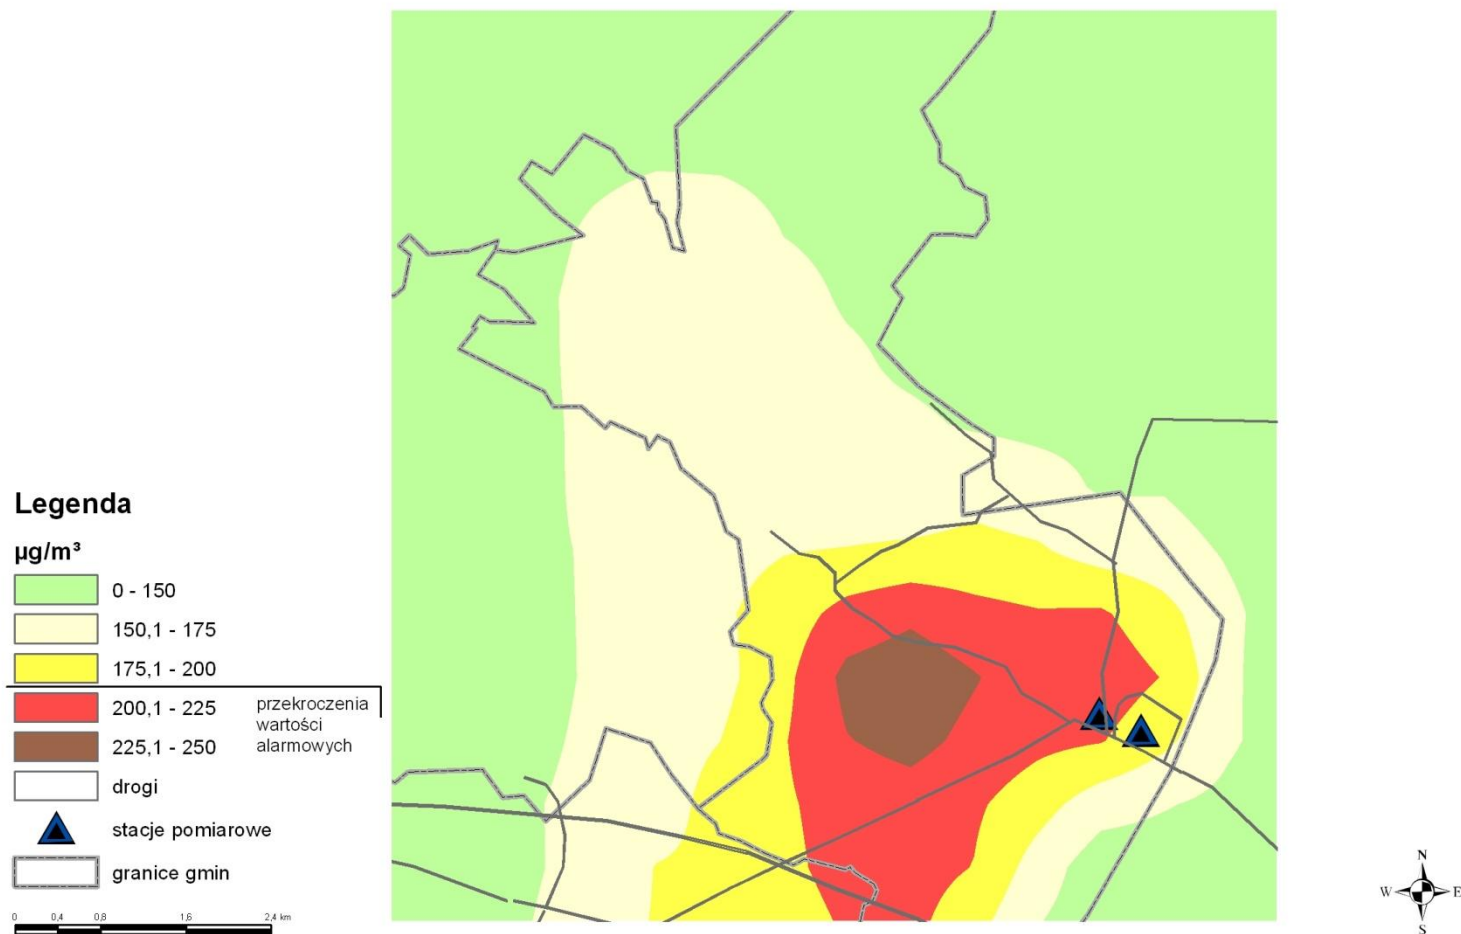 Legenda
µg/m³
0 - 150
150,1 - 175
175,1 - 200
200,1 - 225
przekroczenia
wartości
alarmowych
225,1 - 250
drogi
stacje pomiarowe
granice gmin
0 0,4 0,8 1,6 2,4 km
N
W E
S